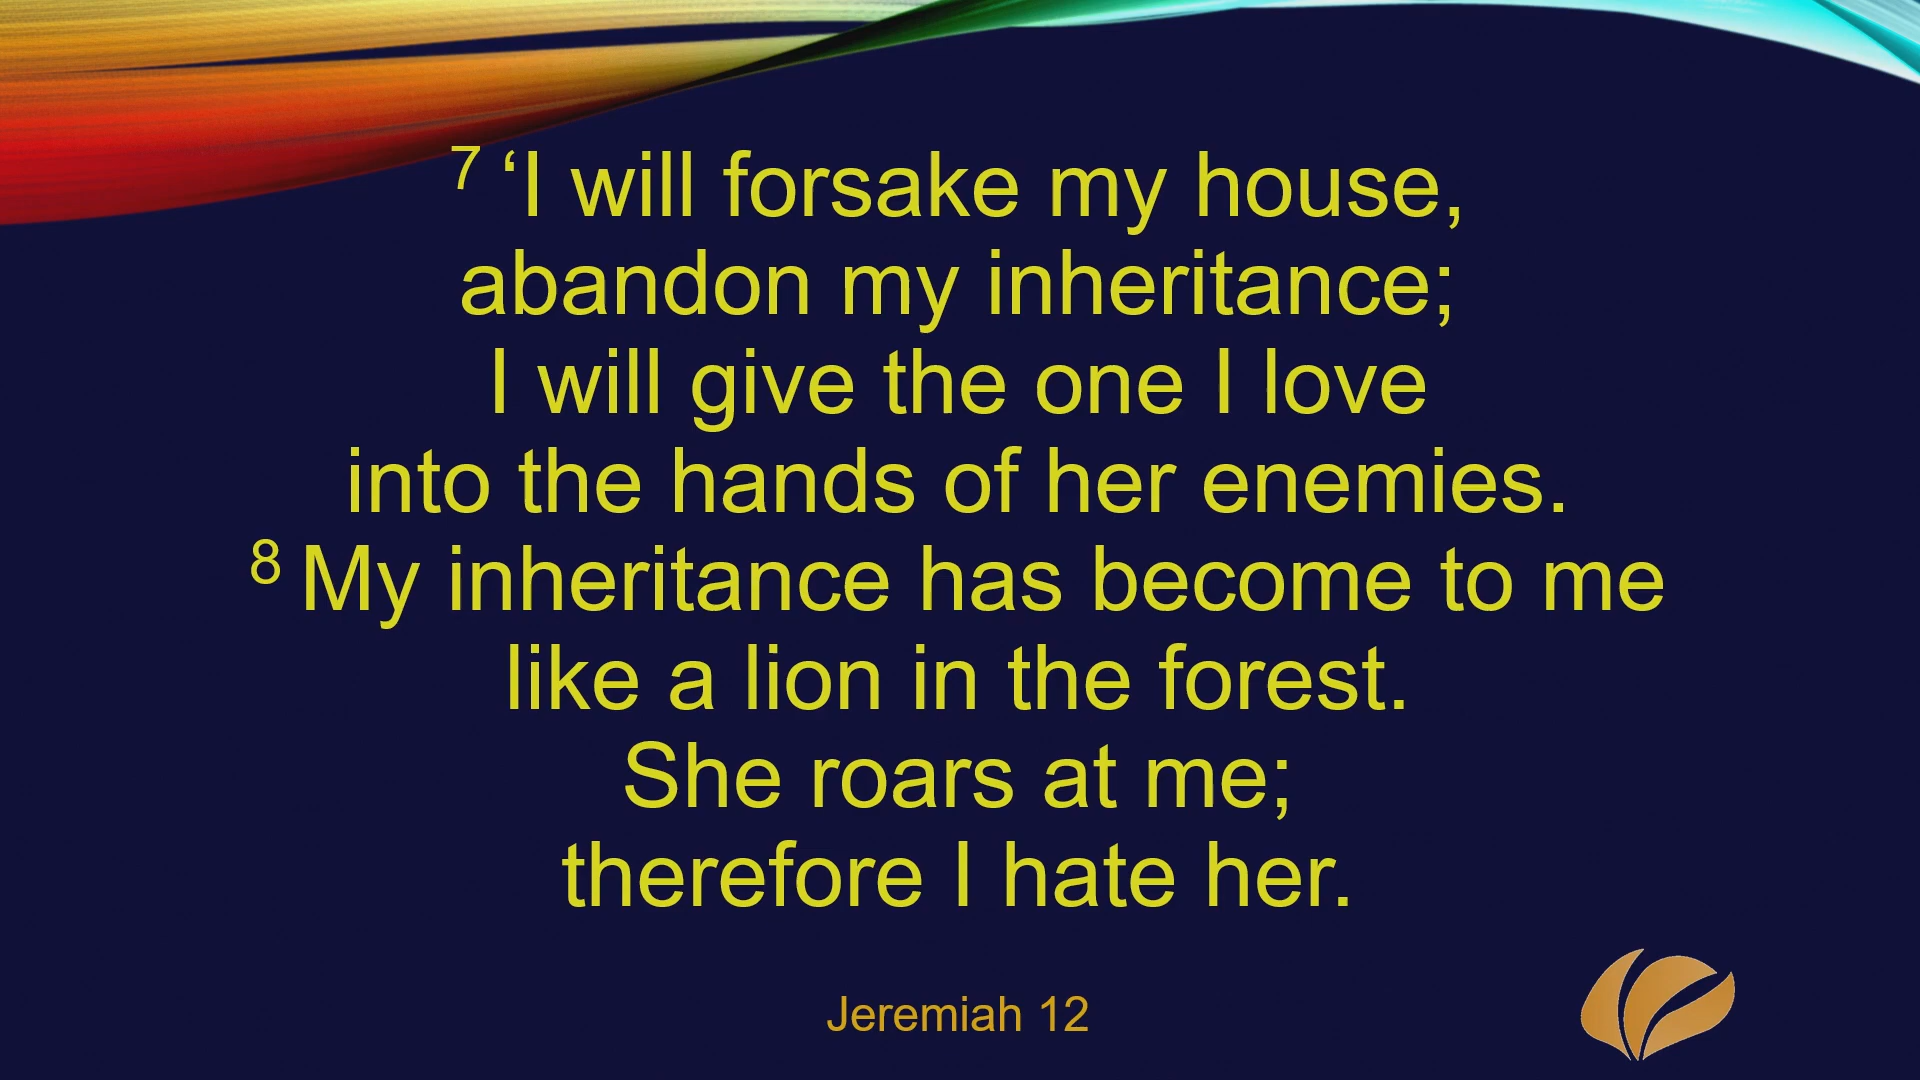 7 ‘I will forsake my house,
abandon my inheritance;
I will give the one I love
into the hands of her enemies.
8 My inheritance has become to me
like a lion in the forest.
She roars at me;
therefore I hate her.
Jeremiah 12